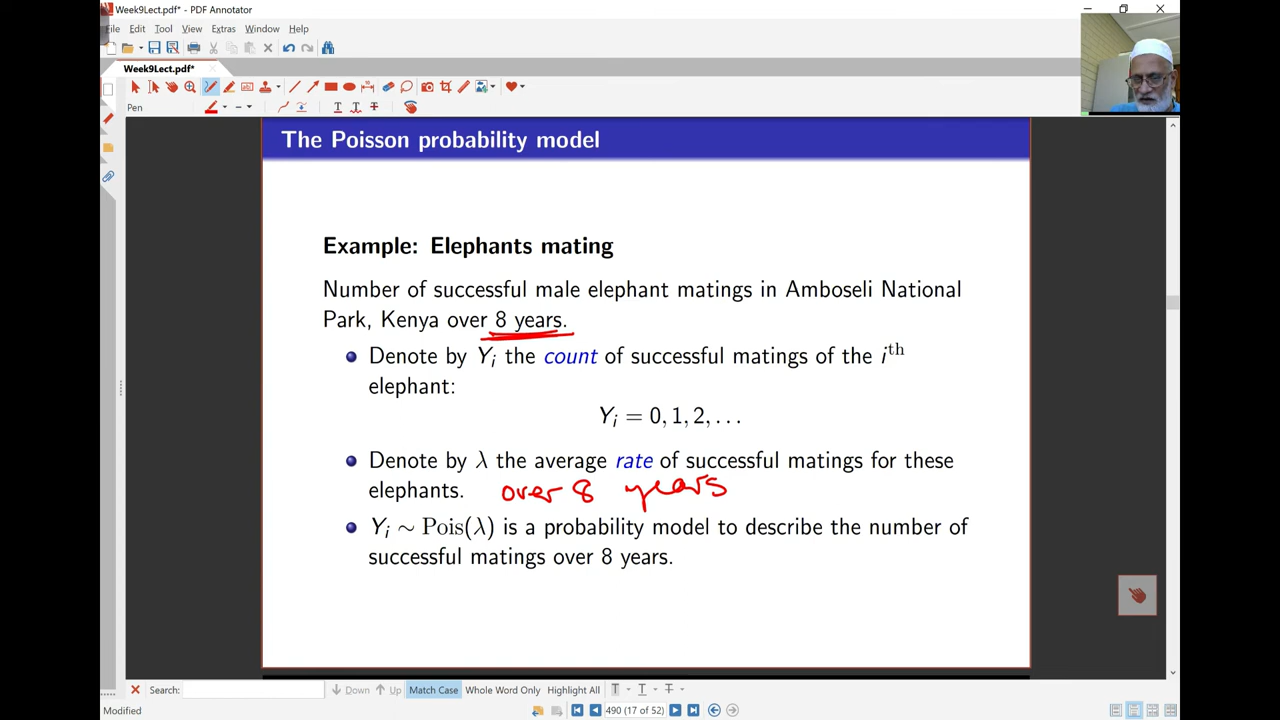 Week9Lect.pdf* - PDF Annotator
File Edit Tool View Extras Window Help
Week9Lect.pdf*
Pen
The Poisson probability model
Example: Elephants mating
Number of successful male elephant matings in Amboseli National
Park, Kenya over 8 years.
Denote by Yᵢ the count of successful matings of the iᵗʰ
elephant:
Yᵢ = 0, 1, 2, . . .
Denote by λ the average rate of successful matings for these
elephants. over 8 years
Yᵢ ∼ Pois(λ) is a probability model to describe the number of
successful matings over 8 years.
Search: Down Up Match Case Whole Word Only Highlight All
Modified 490 (17 of 52)